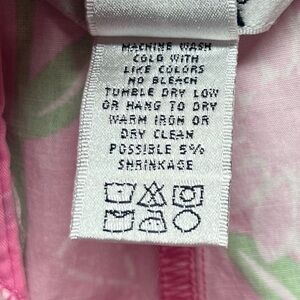 MACHINE WASH
COLD WITH
LIKE COLORS
NO BLEACH
TUMBLE DRY LOW
OR HANG TO DRY
WARM IRON OR
DRY CLEAN
POSSIBLE 5%
SHRINKAGE